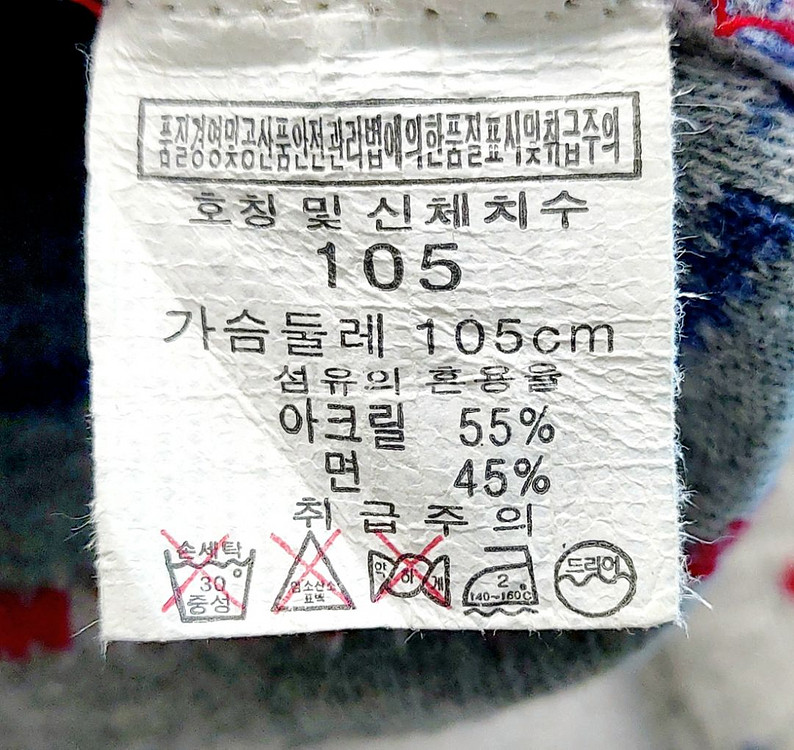 품질경영및공산품안전관리법에의한품질표시및취급주의
호칭 및 신체치수
105
가슴둘레 105cm
섬유의 혼용율
아크릴 55%
면 45%
취급주의
손세탁 30° 중성
염소산소 표백
약하게
2 140~160°C
드라이